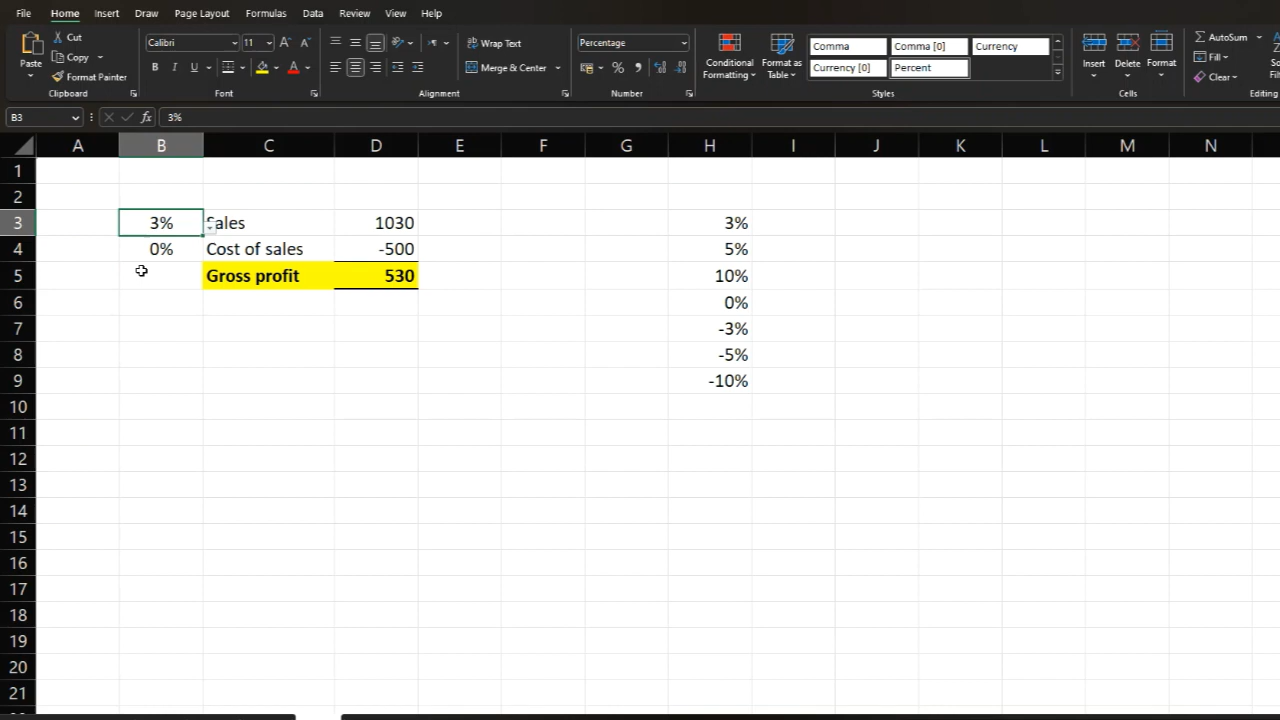 File Home Insert Draw Page Layout Formulas Data Review View Help
Paste Cut Copy Format Painter Clipboard
Calibri 11 A A B I U A Font
Wrap Text Merge & Center Alignment
Percentage % Number
Conditional Formatting Format as Table Comma Comma [0] Currency Currency [0] Percent Styles
Insert Delete Format Cells
AutoSum Fill Clear Editing
B3 fx 3%
A B C D E F G H I J K L M N
1
2
3 3% Sales 1030 3%
4 0% Cost of sales -500 5%
5 Gross profit 530 10%
6 0%
7 -3%
8 -5%
9 -10%
10
11
12
13
14
15
16
17
18
19
20
21